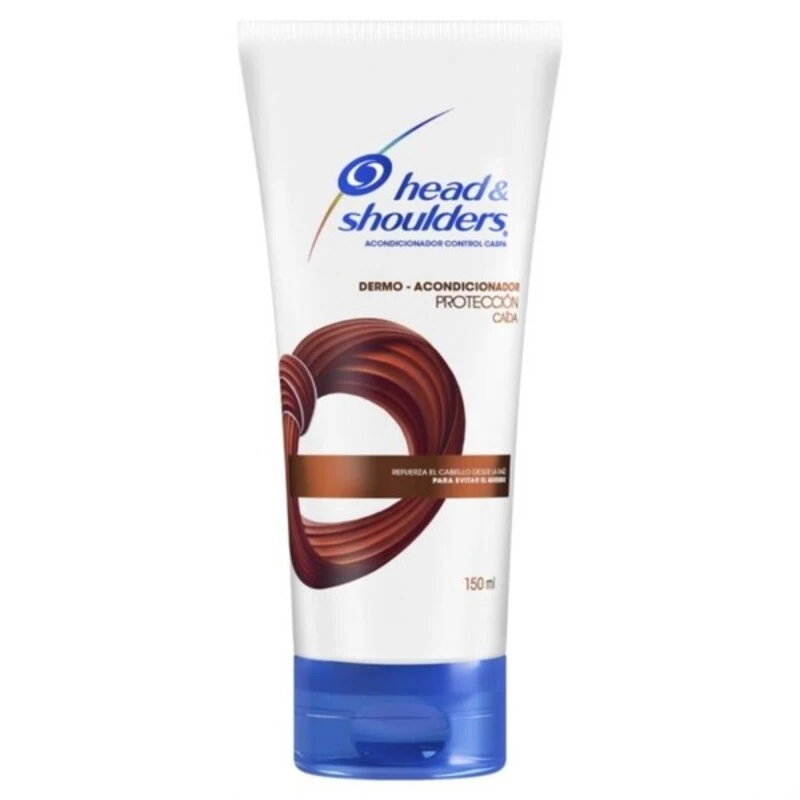 head &
shoulders®
ACONDICIONADOR CONTROL CASPA
DERMO - ACONDICIONADOR
PROTECCIÓN
CAÍDA
REFUERZA EL CABELLO DESDE LA RAÍZ
PARA EVITAR EL
150 ml